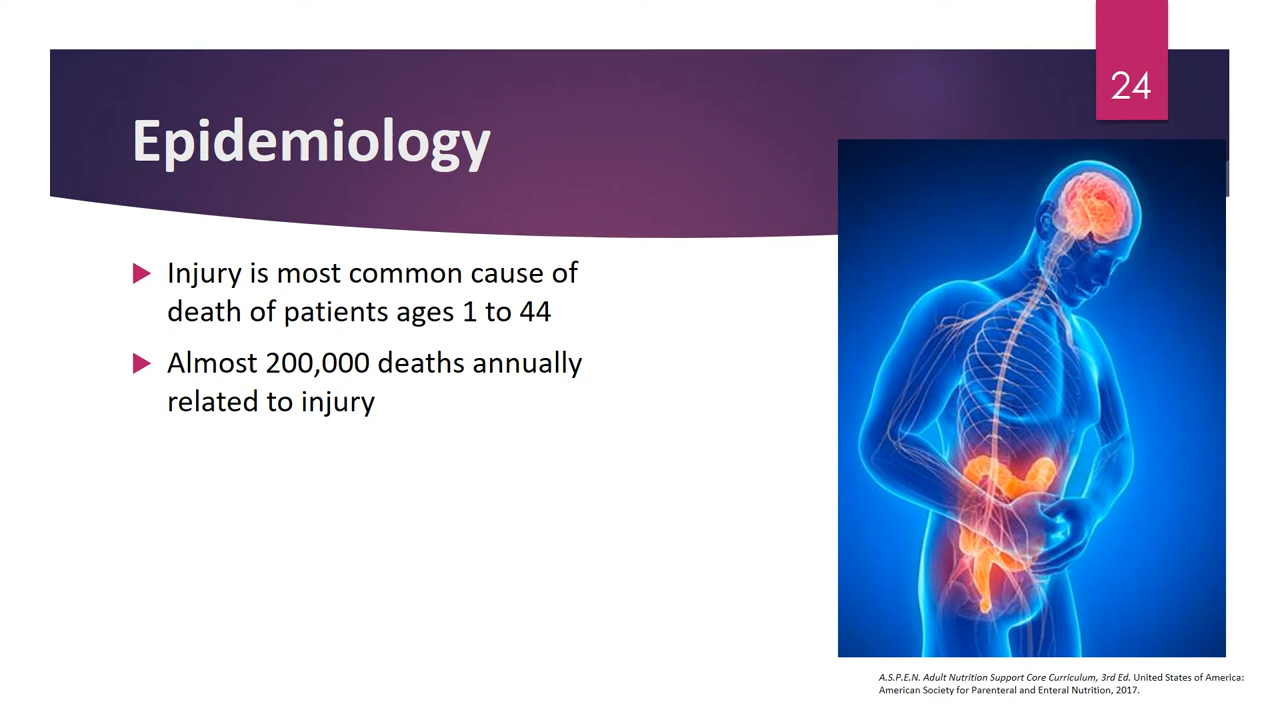 24
Epidemiology
Injury is most common cause of
death of patients ages 1 to 44
Almost 200,000 deaths annually
related to injury
A.S.P.E.N. Adult Nutrition Support Core Curriculum, 3rd Ed. United States of America:
American Society for Parenteral and Enteral Nutrition, 2017.